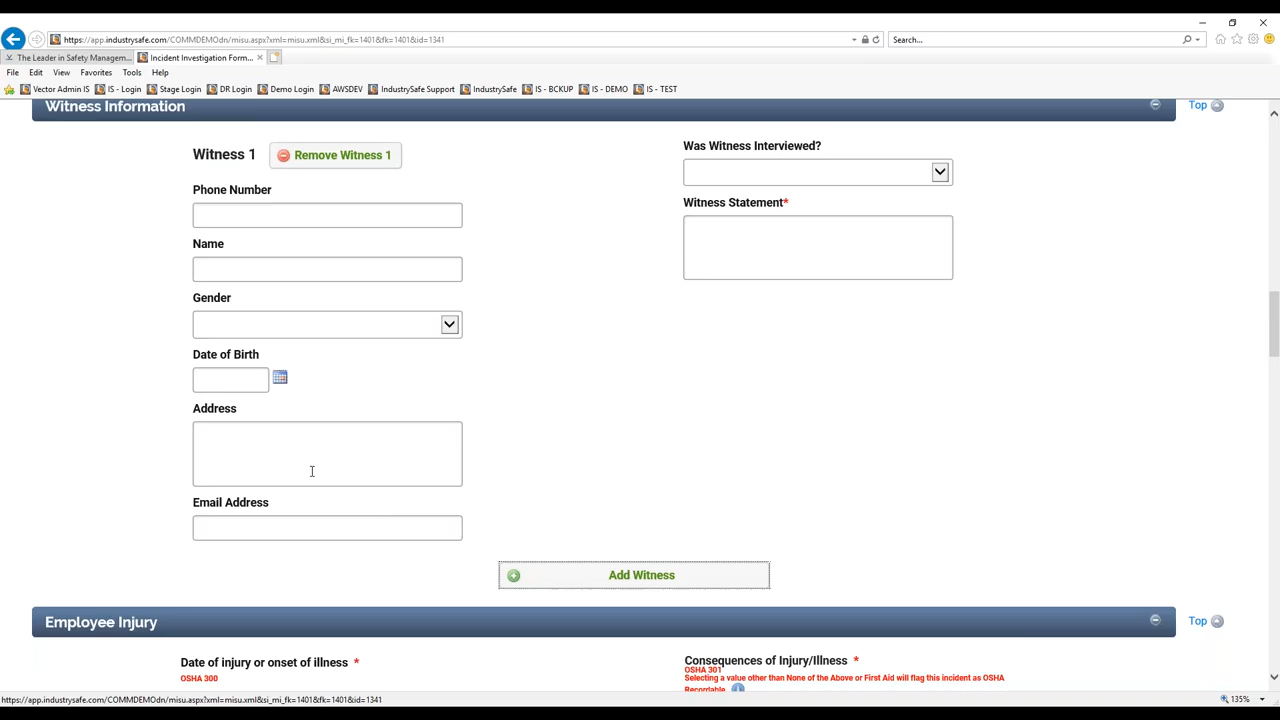 https://app.industrysafe.com/COMMDEMOdn/misu.aspx?xml=misu.xml&si_mi_fk=1401&fk=1401&id=1341
Search...
The Leader in Safety Managem...
Incident Investigation Form...
File Edit View Favorites Tools Help
Vector Admin IS IS - Login Stage Login DR Login Demo Login AWSDEV IndustrySafe Support IndustrySafe IS - BCKUP IS - DEMO IS - TEST
Witness Information
Top
Witness 1
Remove Witness 1
Phone Number
Name
Gender
Date of Birth
Address
Email Address
Was Witness Interviewed?
Witness Statement*
Add Witness
Employee Injury
Top
Date of injury or onset of illness *
OSHA 300
Consequences of Injury/Illness *
OSHA 301
Selecting a value other than None of the Above or First Aid will flag this incident as OSHA
Recordable
https://app.industrysafe.com/COMMDEMOdn/misu.aspx?xml=misu.xml&si_mi_fk=1401&fk=1401&id=1341
135%